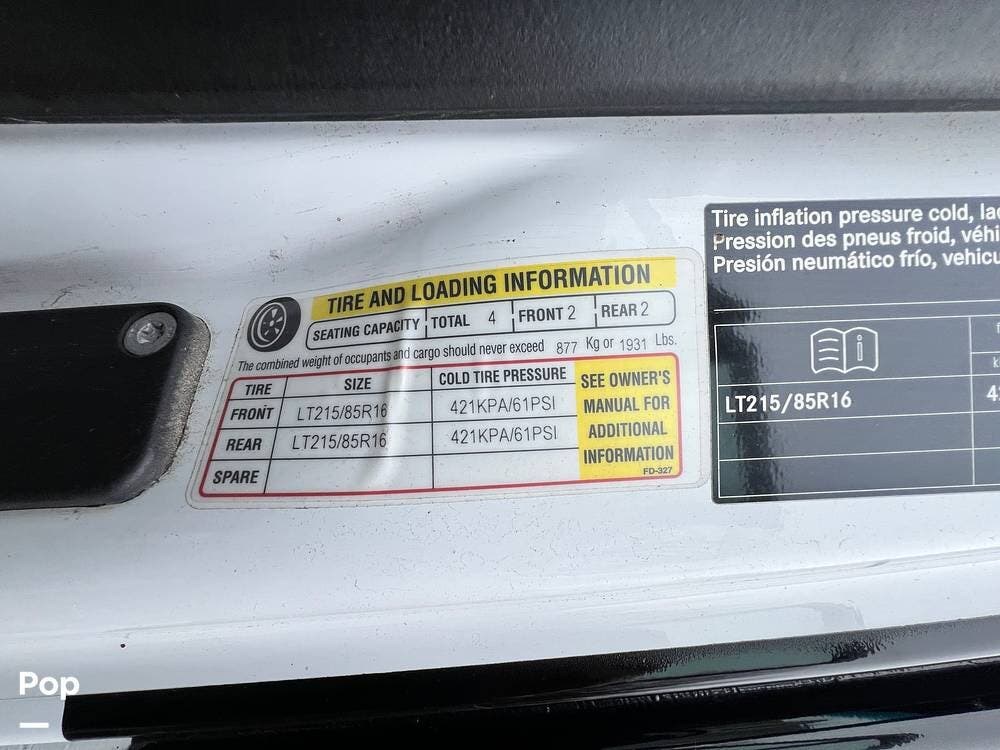 TIRE AND LOADING INFORMATION
SEATING CAPACITY TOTAL 4 FRONT 2 REAR 2
The combined weight of occupants and cargo should never exceed 877 Kg or 1931 Lbs.
TIRE SIZE COLD TIRE PRESSURE
FRONT LT215/85R16 421KPA/61PSI
REAR LT215/85R16 421KPA/61PSI
SPARE
SEE OWNER'S
MANUAL FOR
ADDITIONAL
INFORMATION
FD-327
Tire inflation pressure cold,
Pression des pneus froid,
Presión neumático frío,
LT215/85R16
Pop